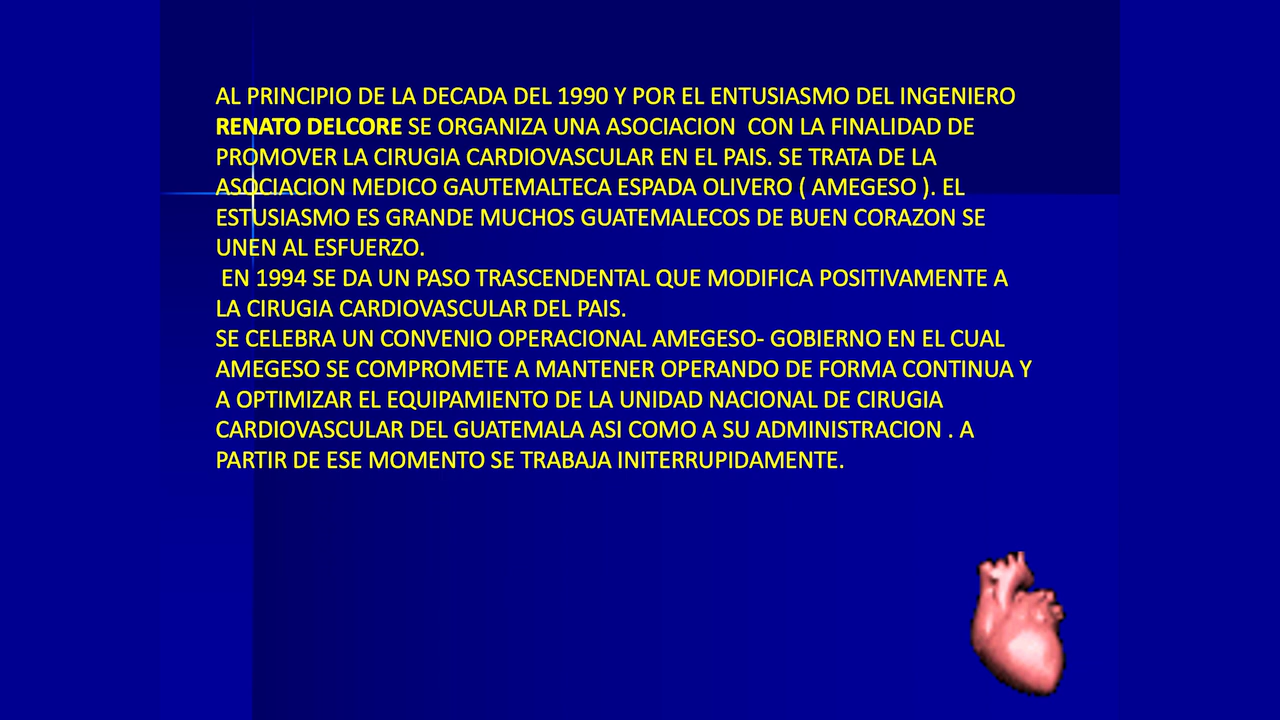 AL PRINCIPIO DE LA DECADA DEL 1990 Y POR EL ENTUSIASMO DEL INGENIERO
RENATO DELCORE SE ORGANIZA UNA ASOCIACION CON LA FINALIDAD DE
PROMOVER LA CIRUGIA CARDIOVASCULAR EN EL PAIS. SE TRATA DE LA
ASOCIACION MEDICO GAUTEMALTECA ESPADA OLIVERO ( AMEGESO ). EL
ESTUSIASMO ES GRANDE MUCHOS GUATEMALECOS DE BUEN CORAZON SE
UNEN AL ESFUERZO.
EN 1994 SE DA UN PASO TRASCENDENTAL QUE MODIFICA POSITIVAMENTE A
LA CIRUGIA CARDIOVASCULAR DEL PAIS.
SE CELEBRA UN CONVENIO OPERACIONAL AMEGESO- GOBIERNO EN EL CUAL
AMEGESO SE COMPROMETE A MANTENER OPERANDO DE FORMA CONTINUA Y
A OPTIMIZAR EL EQUIPAMIENTO DE LA UNIDAD NACIONAL DE CIRUGIA
CARDIOVASCULAR DEL GUATEMALA ASI COMO A SU ADMINISTRACION . A
PARTIR DE ESE MOMENTO SE TRABAJA INITERRUPIDAMENTE.